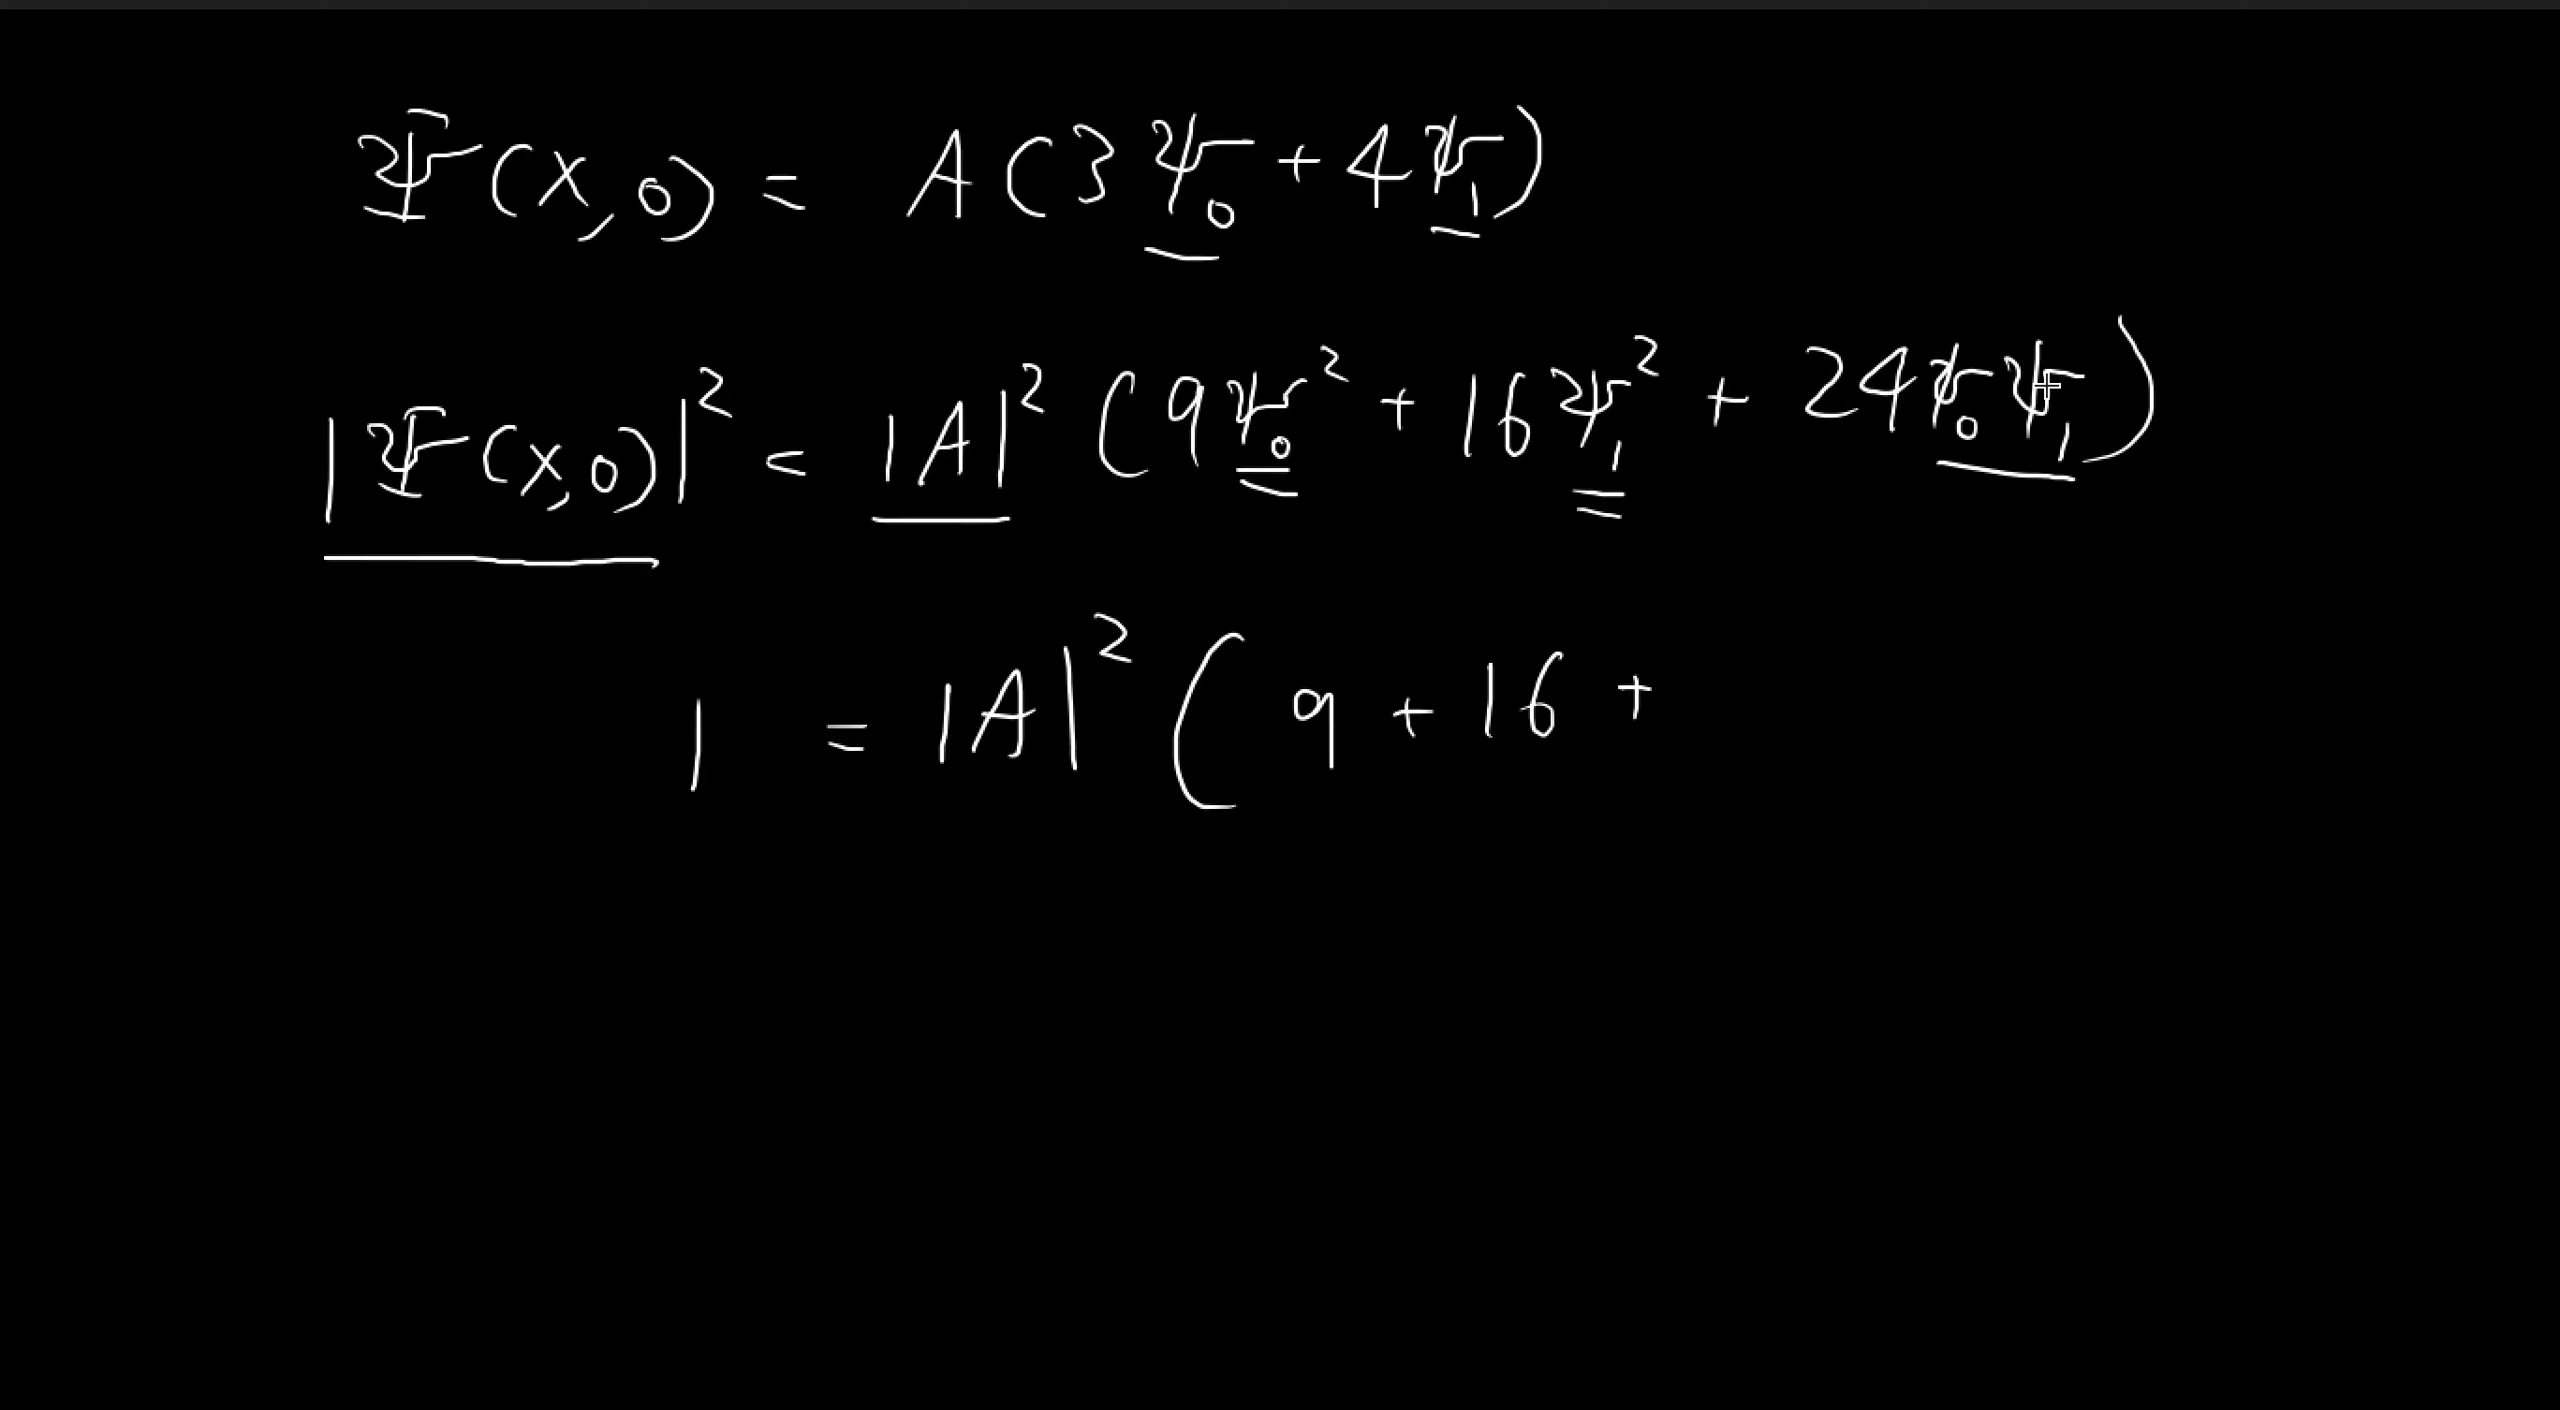 Ψ(x,0) = A(3ψ₀ + 4ψ₁)
|Ψ(x,0)|² = |A|² (9ψ₀² + 16ψ₁² + 24ψ₀ψ₁)
1 = |A|² (9 + 16 +